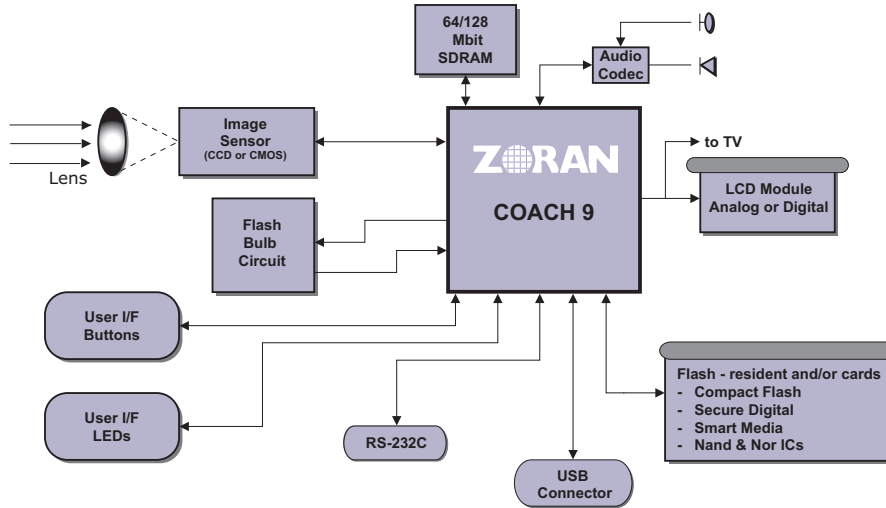 64/128
Mbit
SDRAM
Audio
Codec
Image
Sensor
(CCD or CMOS)
Lens
ZORAN
COACH 9
to TV
LCD Module
Analog or Digital
Flash
Bulb
Circuit
User I/F
Buttons
User I/F
LEDs
RS-232C
USB
Connector
Flash - resident and/or cards
- Compact Flash
- Secure Digital
- Smart Media
- Nand & Nor ICs